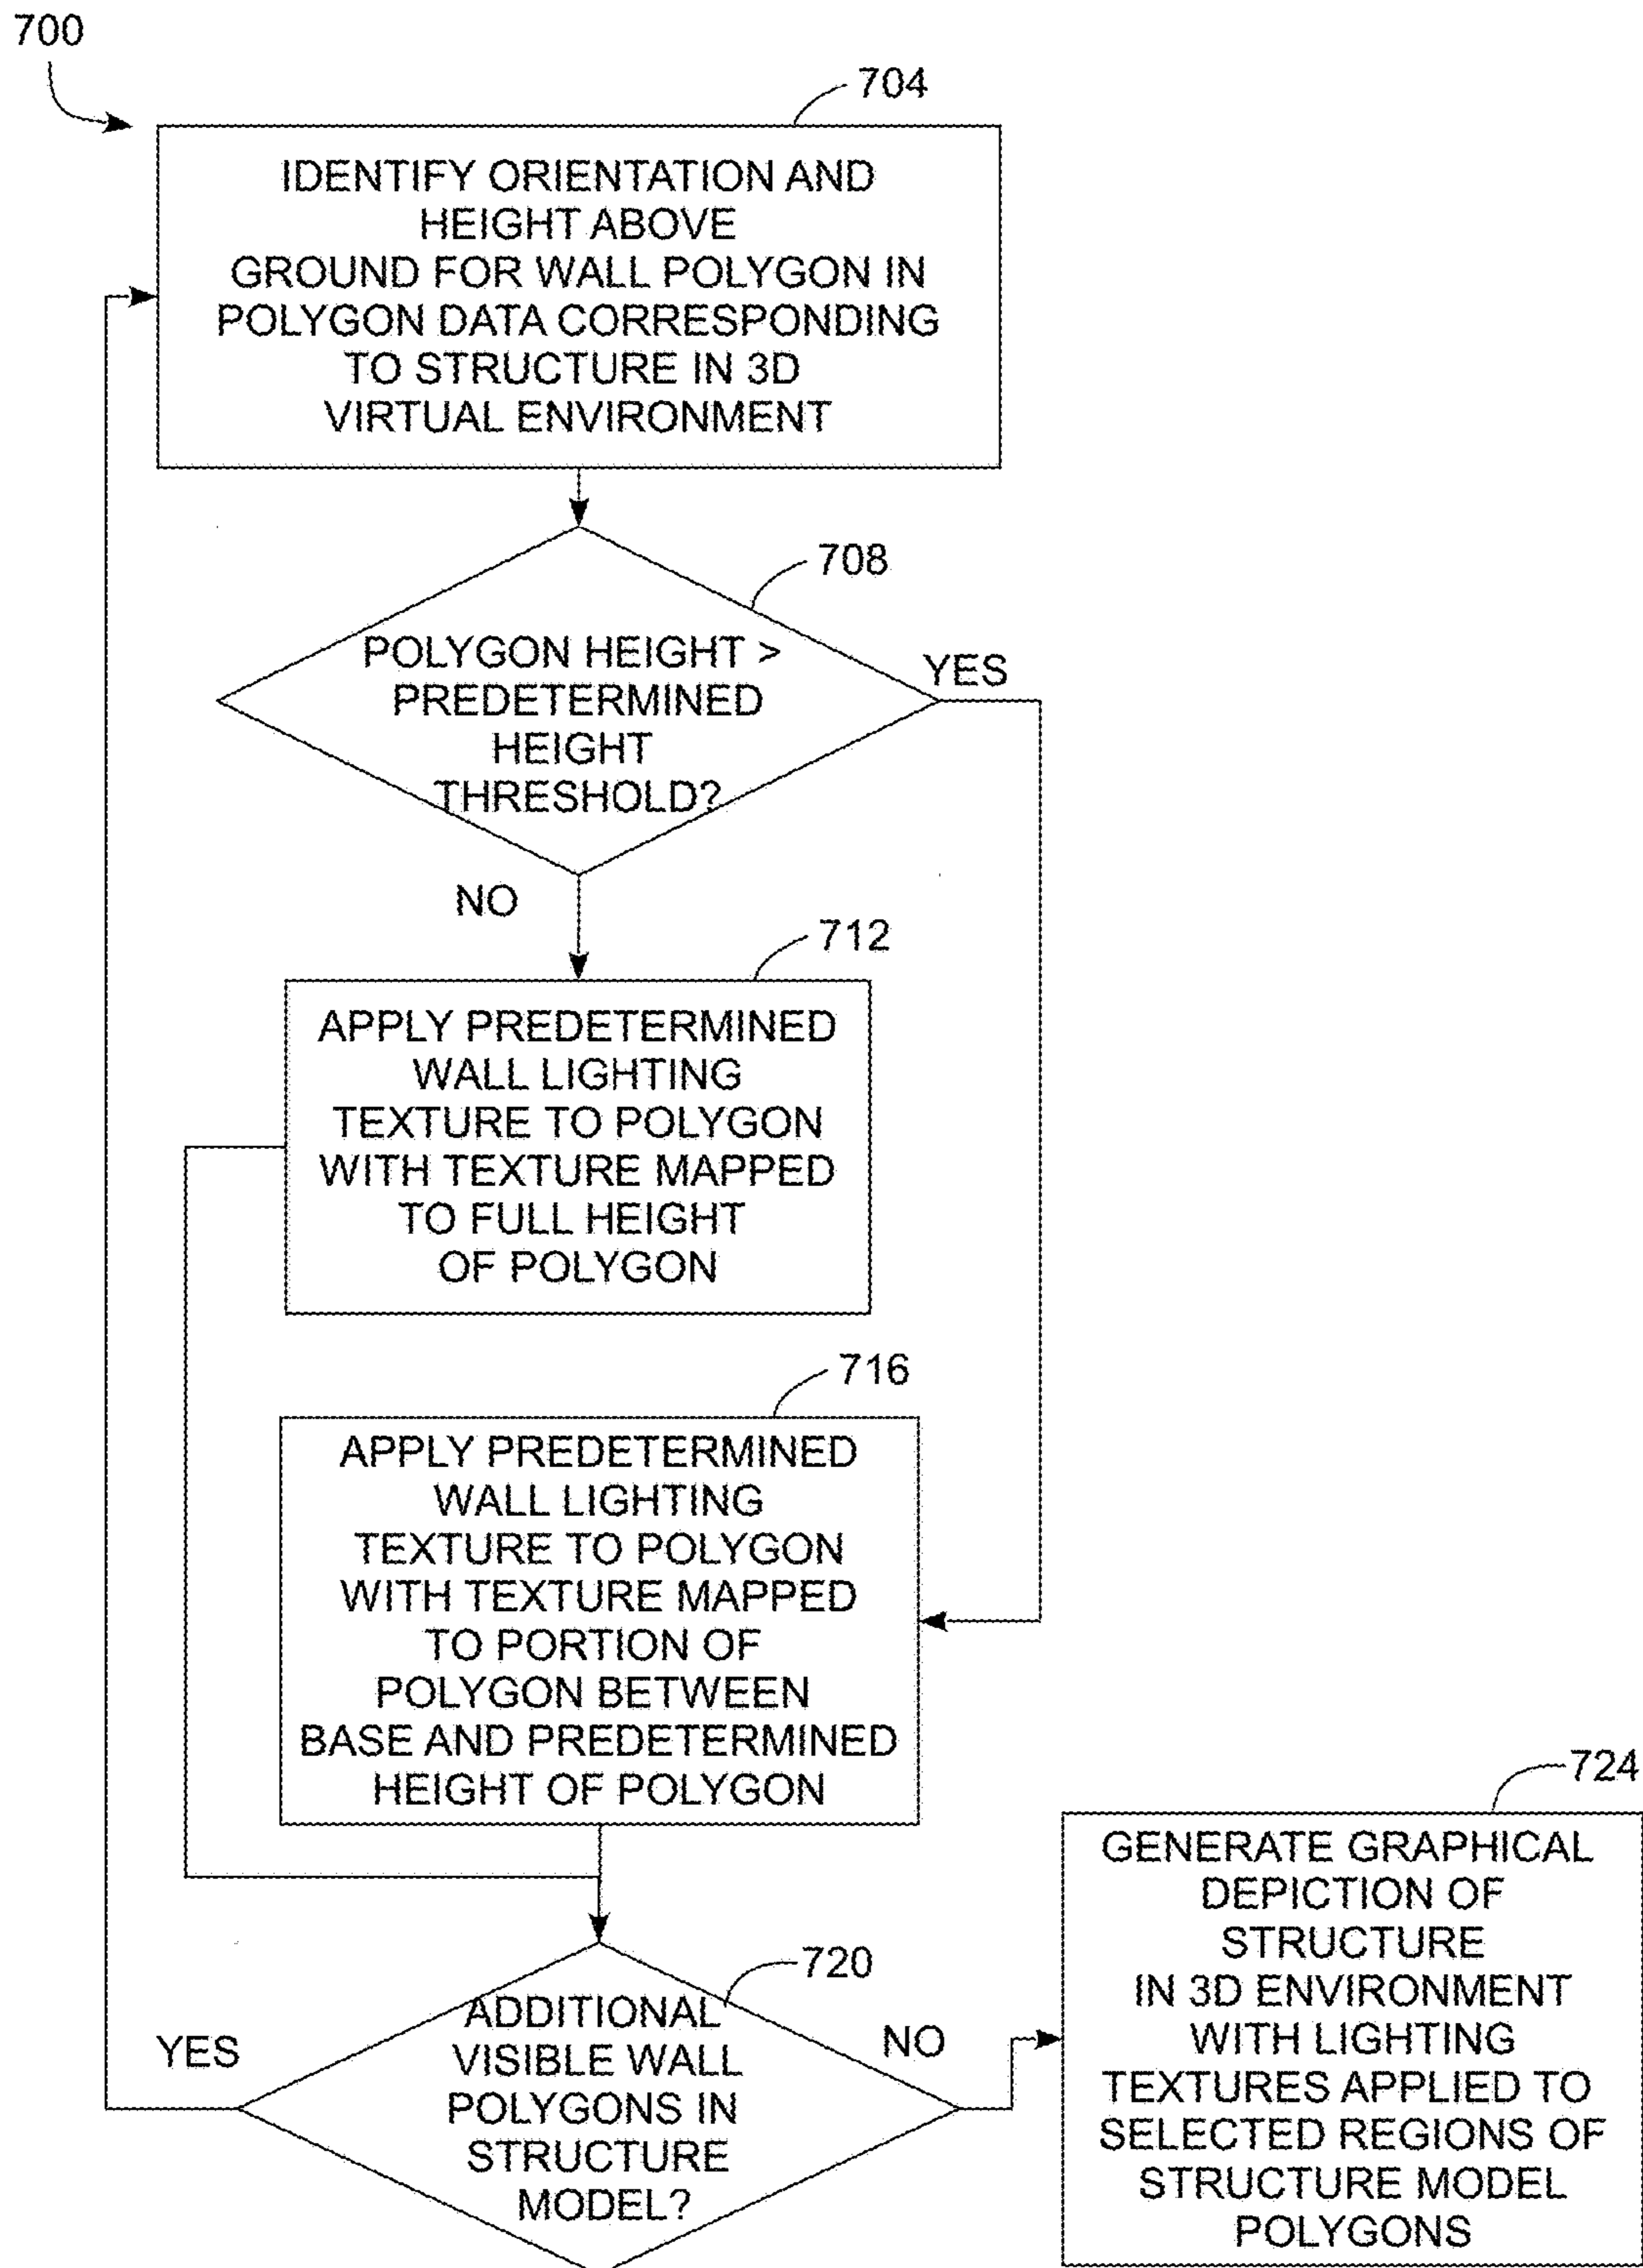 700
704
IDENTIFY ORIENTATION AND
HEIGHT ABOVE
GROUND FOR WALL POLYGON IN
POLYGON DATA CORRESPONDING
TO STRUCTURE IN 3D
VIRTUAL ENVIRONMENT
708
POLYGON HEIGHT >
PREDETERMINED
HEIGHT
THRESHOLD?
YES
NO
712
APPLY PREDETERMINED
WALL LIGHTING
TEXTURE TO POLYGON
WITH TEXTURE MAPPED
TO FULL HEIGHT
OF POLYGON
716
APPLY PREDETERMINED
WALL LIGHTING
TEXTURE TO POLYGON
WITH TEXTURE MAPPED
TO PORTION OF
POLYGON BETWEEN
BASE AND PREDETERMINED
HEIGHT OF POLYGON
720
ADDITIONAL
VISIBLE WALL
POLYGONS IN
STRUCTURE
MODEL?
YES
NO
724
GENERATE GRAPHICAL
DEPICTION OF
STRUCTURE
IN 3D ENVIRONMENT
WITH LIGHTING
TEXTURES APPLIED TO
SELECTED REGIONS OF
STRUCTURE MODEL
POLYGONS